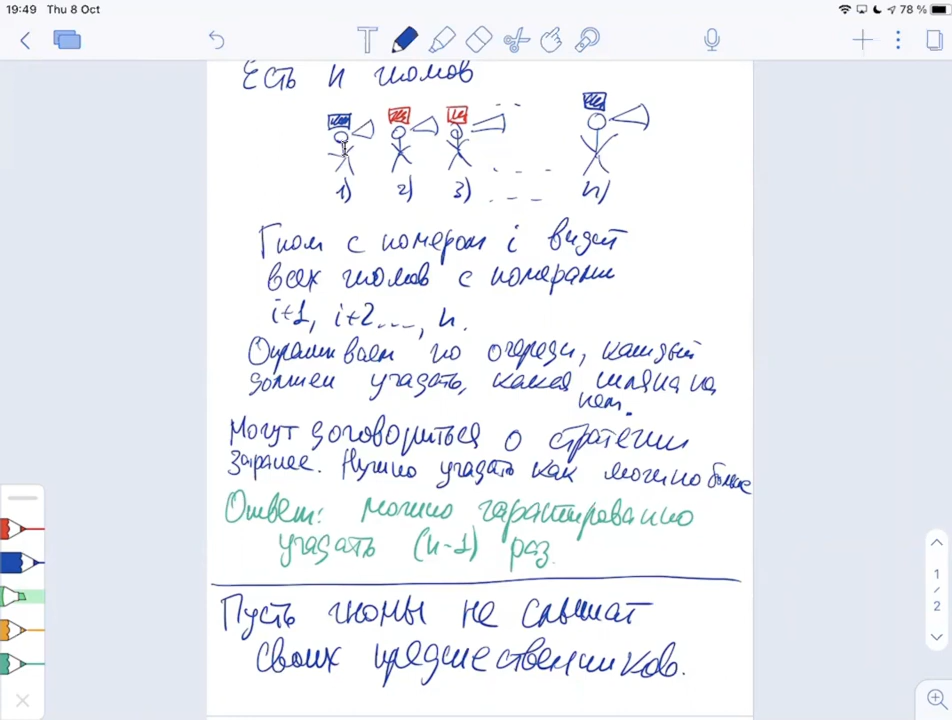 19:49 Thu 8 Oct
78 %
Есть n гномов
1) 2) 3) n)
Гном с номером i видит
всех гномов с номерами
i+1, i+2..., n.
Опрашиваем по очереди, каждый
должен угадать, какая шляпа на
нем.
Могут договориться о стратегии
заранее. Нужно угадать как можно больше
Ответ: можно гарантированно
угадать (n-1) раз.
Пусть гномы не слышат
своих предшественников.
1
/
2